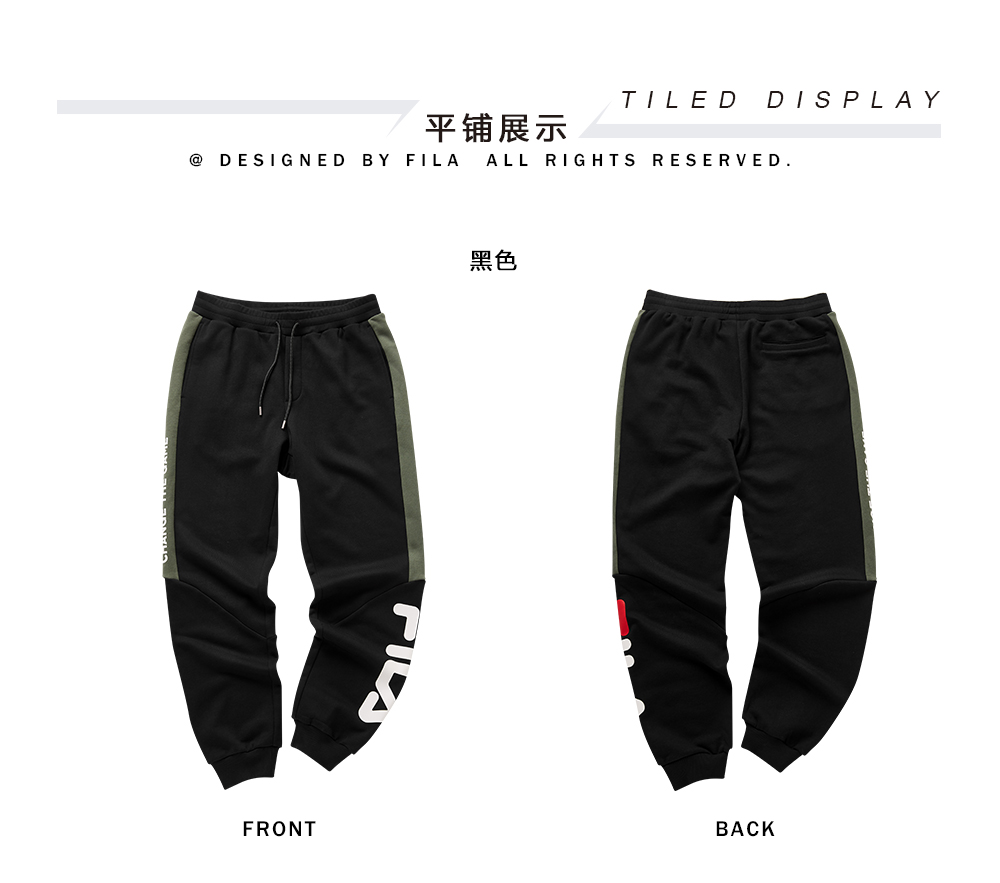 TILED DISPLAY
平铺展示
@ DESIGNED BY FILA ALL RIGHTS RESERVED.
黑色
CHANGE THE GAME
FILA
FRONT
BACK